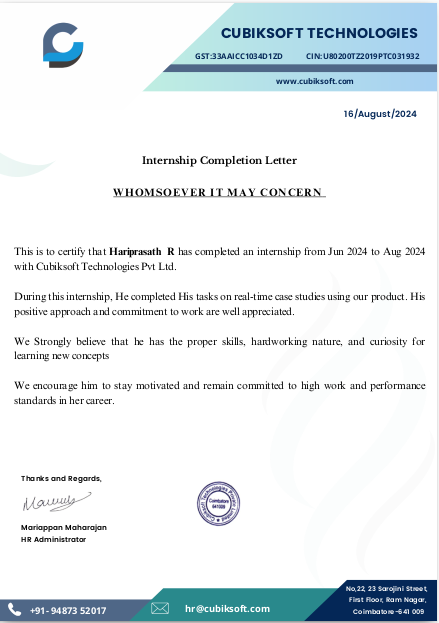 CUBIKSOFT TECHNOLOGIES
GST:33AAICC1034D1ZD CIN:U80200TZ2019PTC031932
www.cubiksoft.com
16/August/2024
Internship Completion Letter
WHOMSOEVER IT MAY CONCERN
This is to certify that Hariprasath R has completed an internship from Jun 2024 to Aug 2024
with Cubiksoft Technologies Pvt Ltd.
During this internship, He completed His tasks on real-time case studies using our product. His
positive approach and commitment to work are well appreciated.
We Strongly believe that he has the proper skills, hardworking nature, and curiosity for
learning new concepts
We encourage him to stay motivated and remain committed to high work and performance
standards in her career.
Thanks and Regards,
Mariappan Maharajan
HR Administrator
Coimbatore
641009
+91- 94873 52017
hr@cubiksoft.com
No,22, 23 Sarojini Street,
First Floor, Ram Nagar,
Coimbatore-641 009